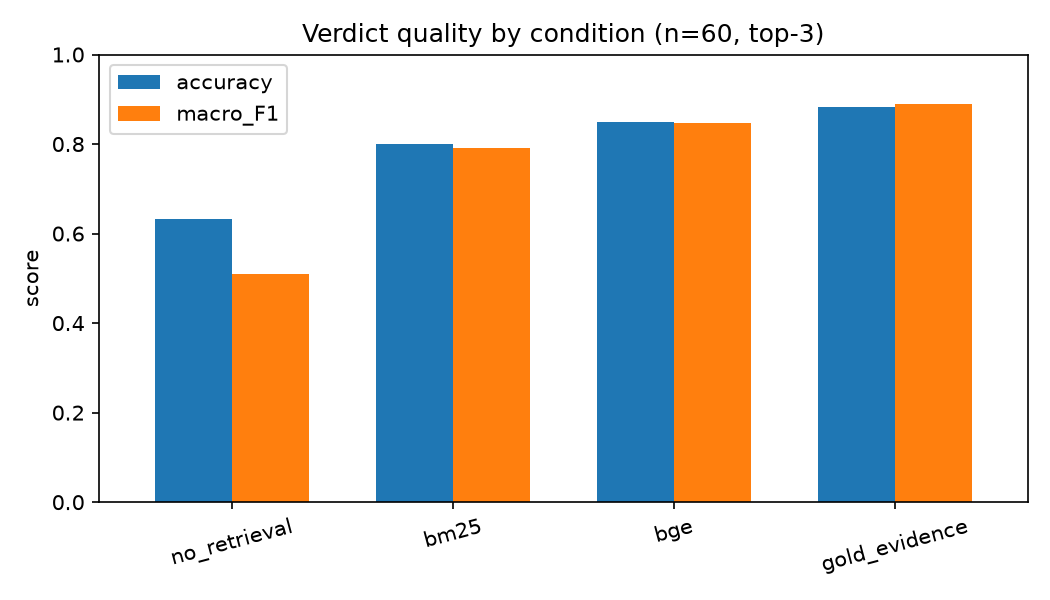 Verdict quality by condition (n=60, top-3)
1.0
0.8
0.6
0.4
0.2
0.0
score
accuracy
macro_F1
no_retrieval
bm25
bge
gold_evidence